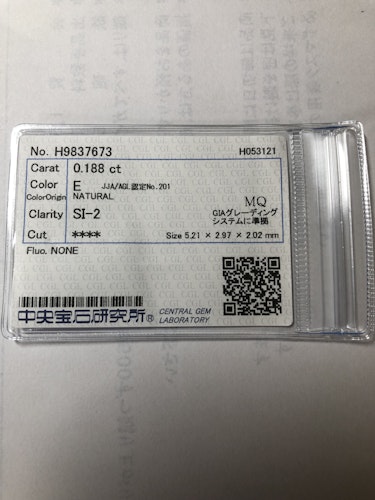 No. H9837673 H053121
Carat 0.188 ct
Color E JJA/AGL認定No.201
ColorOrigin NATURAL
Clarity SI-2 MQ
GIAグレーディング
システムに準拠
Cut **** Size 5.21 × 2.97 × 2.02 mm
Fluo. NONE
中央宝石研究所® CENTRAL GEM
LABORATORY